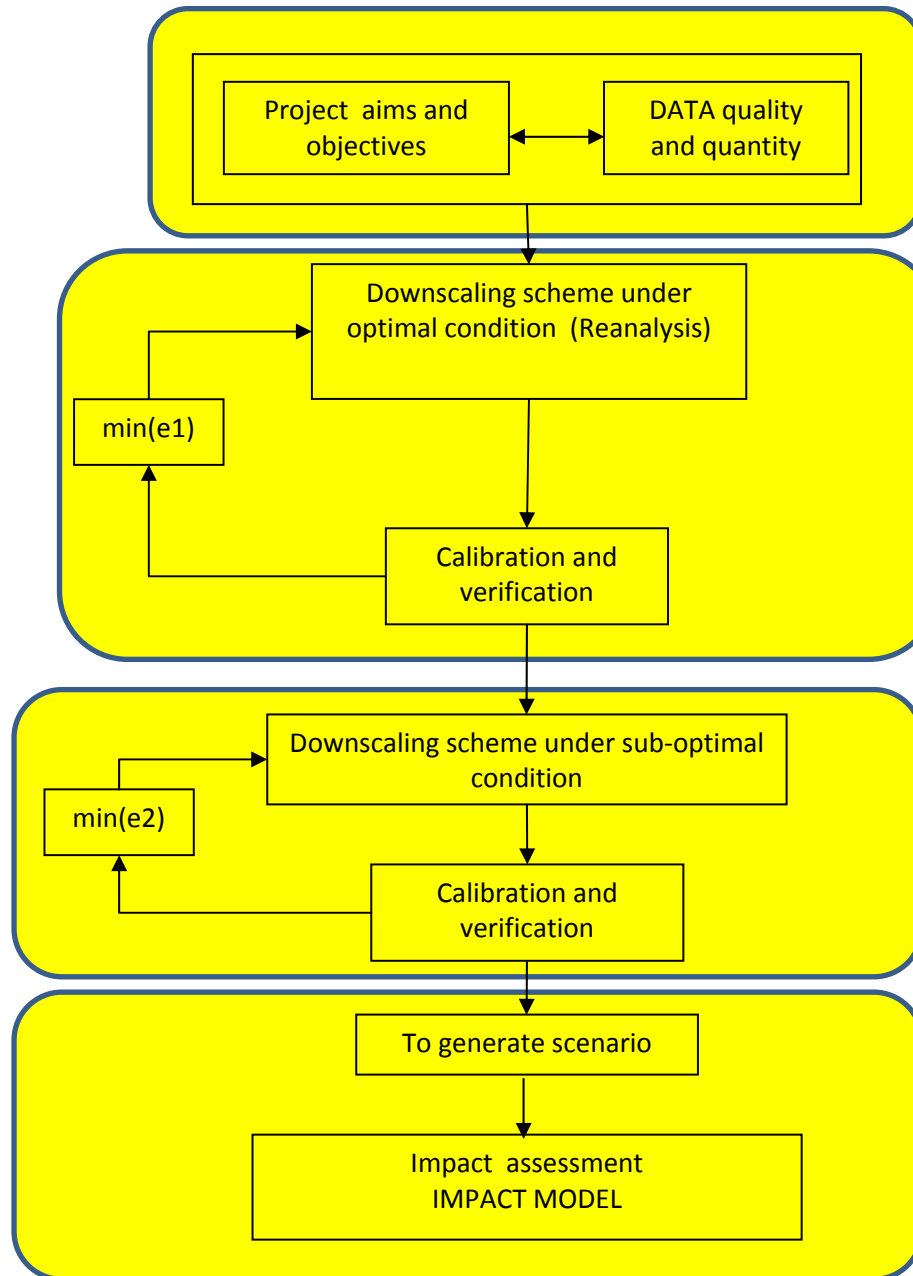 Project aims and
objectives
DATA quality
and quantity
Downscaling scheme under
optimal condition (Reanalysis)
min(e1)
Calibration and
verification
Downscaling scheme under sub-optimal
condition
min(e2)
Calibration and
verification
To generate scenario
Impact assessment
IMPACT MODEL